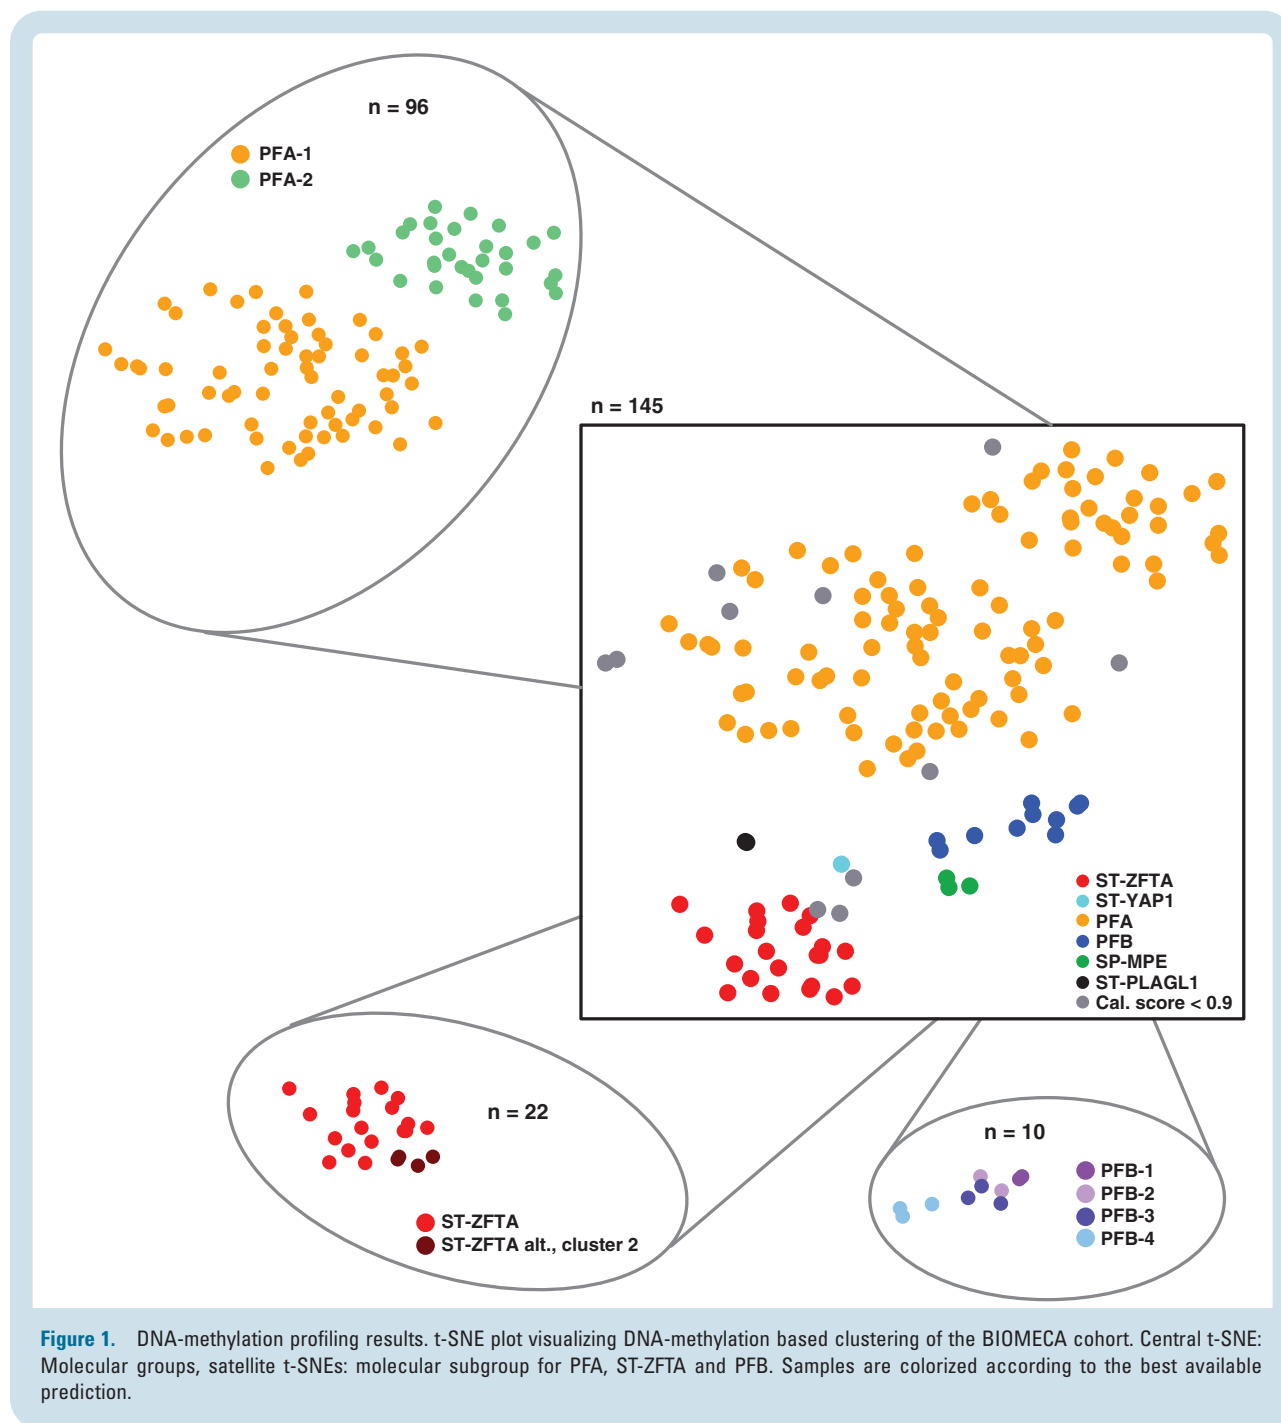 n = 96
PFA-1
PFA-2
n = 145
ST-ZFTA
ST-YAP1
PFA
PFB
SP-MPE
ST-PLAGL1
Cal. score < 0.9
n = 22
ST-ZFTA
ST-ZFTA alt., cluster 2
n = 10
PFB-1
PFB-2
PFB-3
PFB-4
Figure 1. DNA-methylation profiling results. t-SNE plot visualizing DNA-methylation based clustering of the BIOMECA cohort. Central t-SNE:
Molecular groups, satellite t-SNEs: molecular subgroup for PFA, ST-ZFTA and PFB. Samples are colorized according to the best available
prediction.